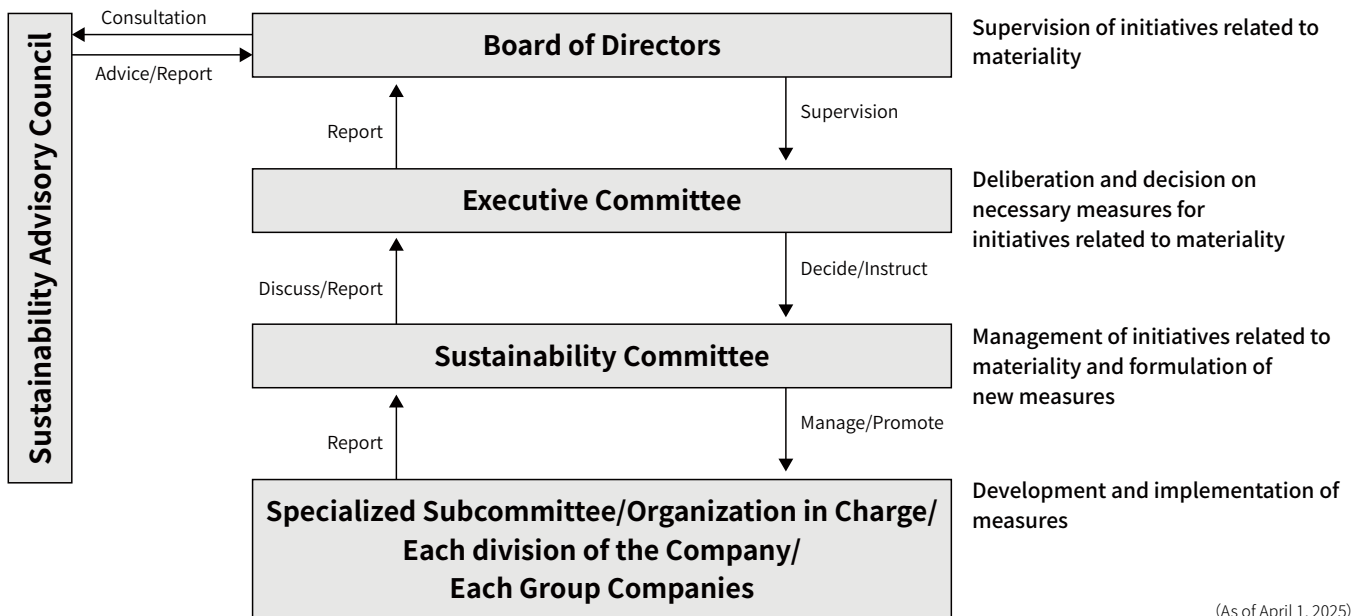 Sustainability Advisory Council
Consultation
Advice/Report
Board of Directors
Supervision of initiatives related to
materiality
Report
Supervision
Executive Committee
Deliberation and decision on
necessary measures for
initiatives related to materiality
Discuss/Report
Decide/Instruct
Sustainability Committee
Management of initiatives related to
materiality and formulation of
new measures
Report
Manage/Promote
Specialized Subcommittee/Organization in Charge/
Each division of the Company/
Each Group Companies
Development and implementation of
measures
(As of April 1, 2025)